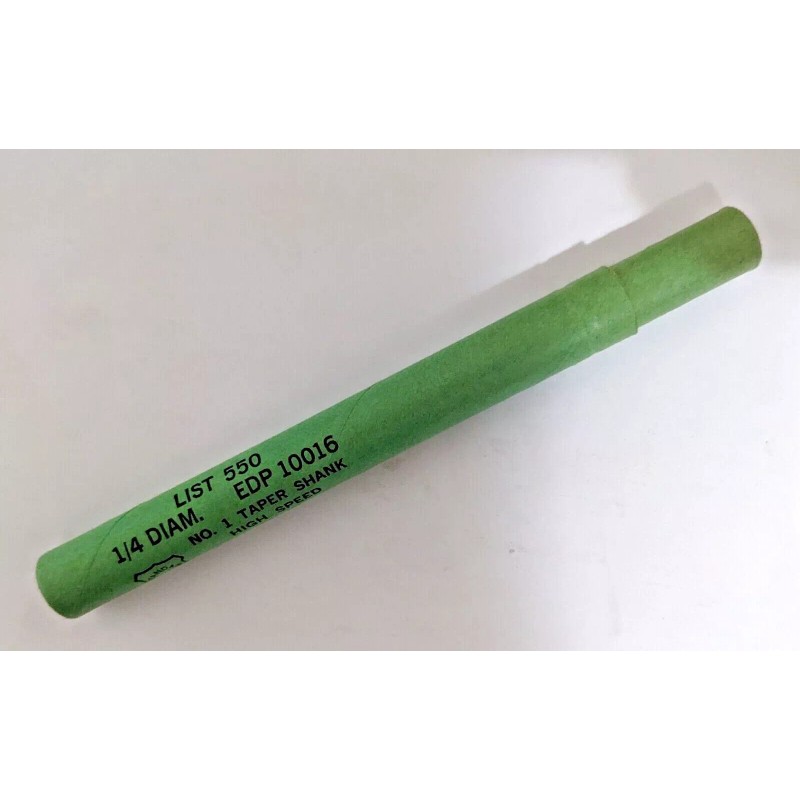 LIST 550
1/4 DIAM. EDP 10016
NO. 1 TAPER SHANK
HIGH SPEED